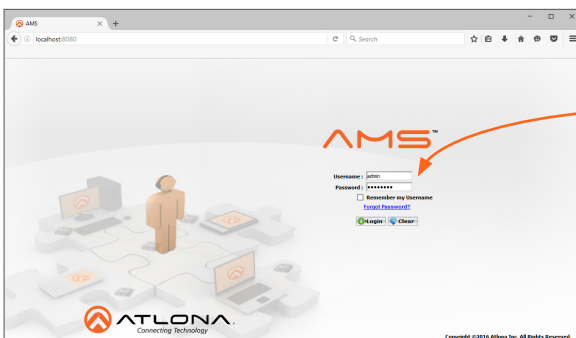 AMS
localhost:8080
Search
AMS™
Username: admin
Password: ••••••••
Remember my Username
Forgot Password?
Login Clear
ATLONA.
Connecting Technology
Copyright ©2016 Atlona Inc. All Rights Reserved.